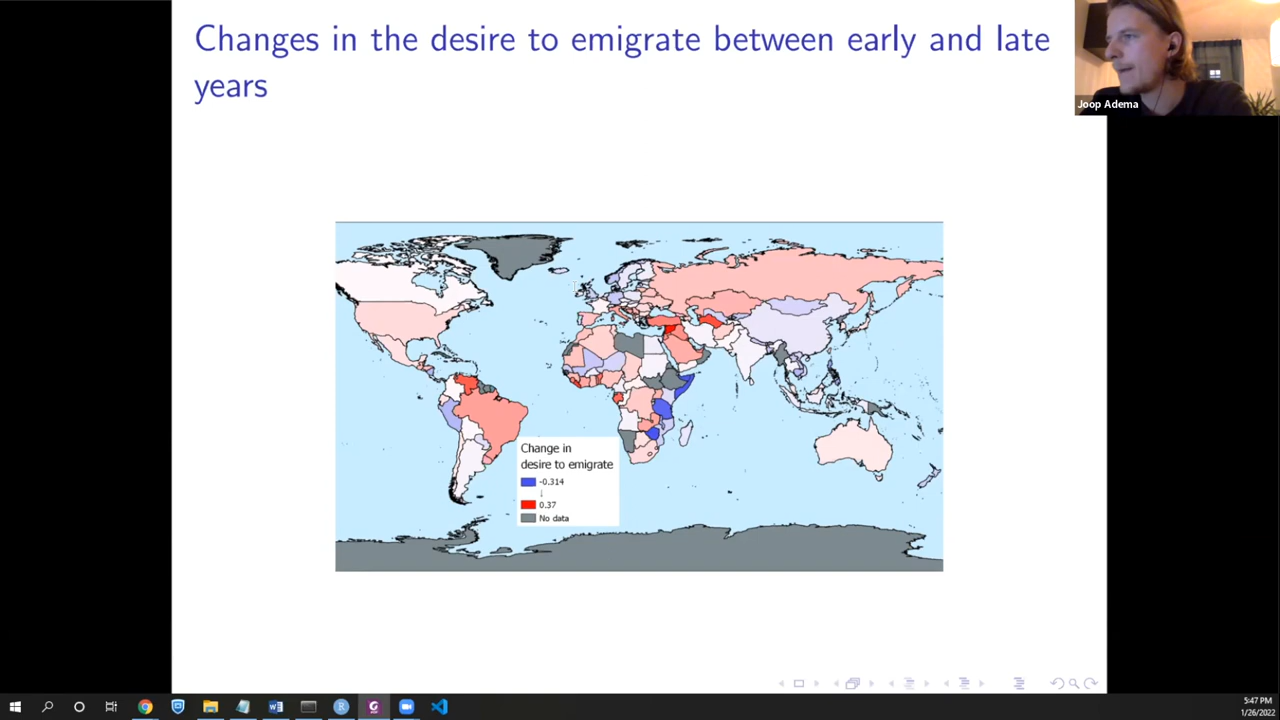 Changes in the desire to emigrate between early and late
years
Joop Adema
Change in
desire to emigrate
-0.314
↓
0.37
No data
5:47 PM
1/26/2022